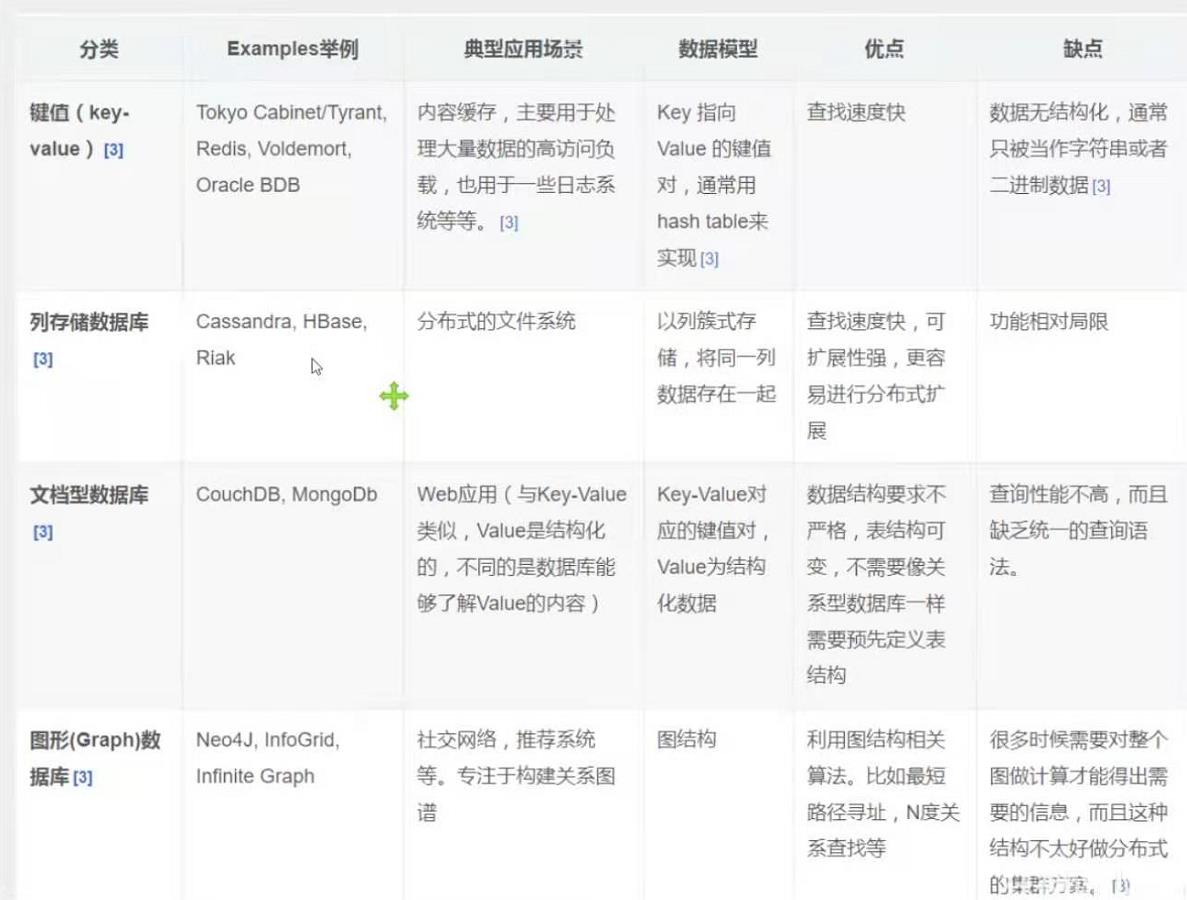 分类
Examples举例
典型应用场景
数据模型
优点
缺点
键值（key-
value）[3]
Tokyo Cabinet/Tyrant,
Redis, Voldemort,
Oracle BDB
内容缓存，主要用于处
理大量数据的高访问负
载，也用于一些日志系
统等等。[3]
Key 指向
Value 的键值
对，通常用
hash table来
实现[3]
查找速度快
数据无结构化，通常
只被当作字符串或者
二进制数据[3]
列存储数据库
[3]
Cassandra, HBase,
Riak
分布式的文件系统
以列簇式存
储，将同一列
数据存在一起
查找速度快，可
扩展性强，更容
易进行分布式扩
展
功能相对局限
文档型数据库
[3]
CouchDB, MongoDb
Web应用（与Key-Value
类似，Value是结构化
的，不同的是数据库能
够了解Value的内容）
Key-Value对
应的键值对，
Value为结构
化数据
数据结构要求不
严格，表结构可
变，不需要像关
系型数据库一样
需要预先定义表
结构
查询性能不高，而且
缺乏统一的查询语
法。
图形(Graph)数
据库[3]
Neo4J, InfoGrid,
Infinite Graph
社交网络，推荐系统
等。专注于构建关系图
谱
图结构
利用图结构相关
算法。比如最短
路径寻址，N度关
系查找等
很多时候需要对整个
图做计算才能得出需
要的信息，而且这种
结构不太好做分布式
的集群方案。[3]